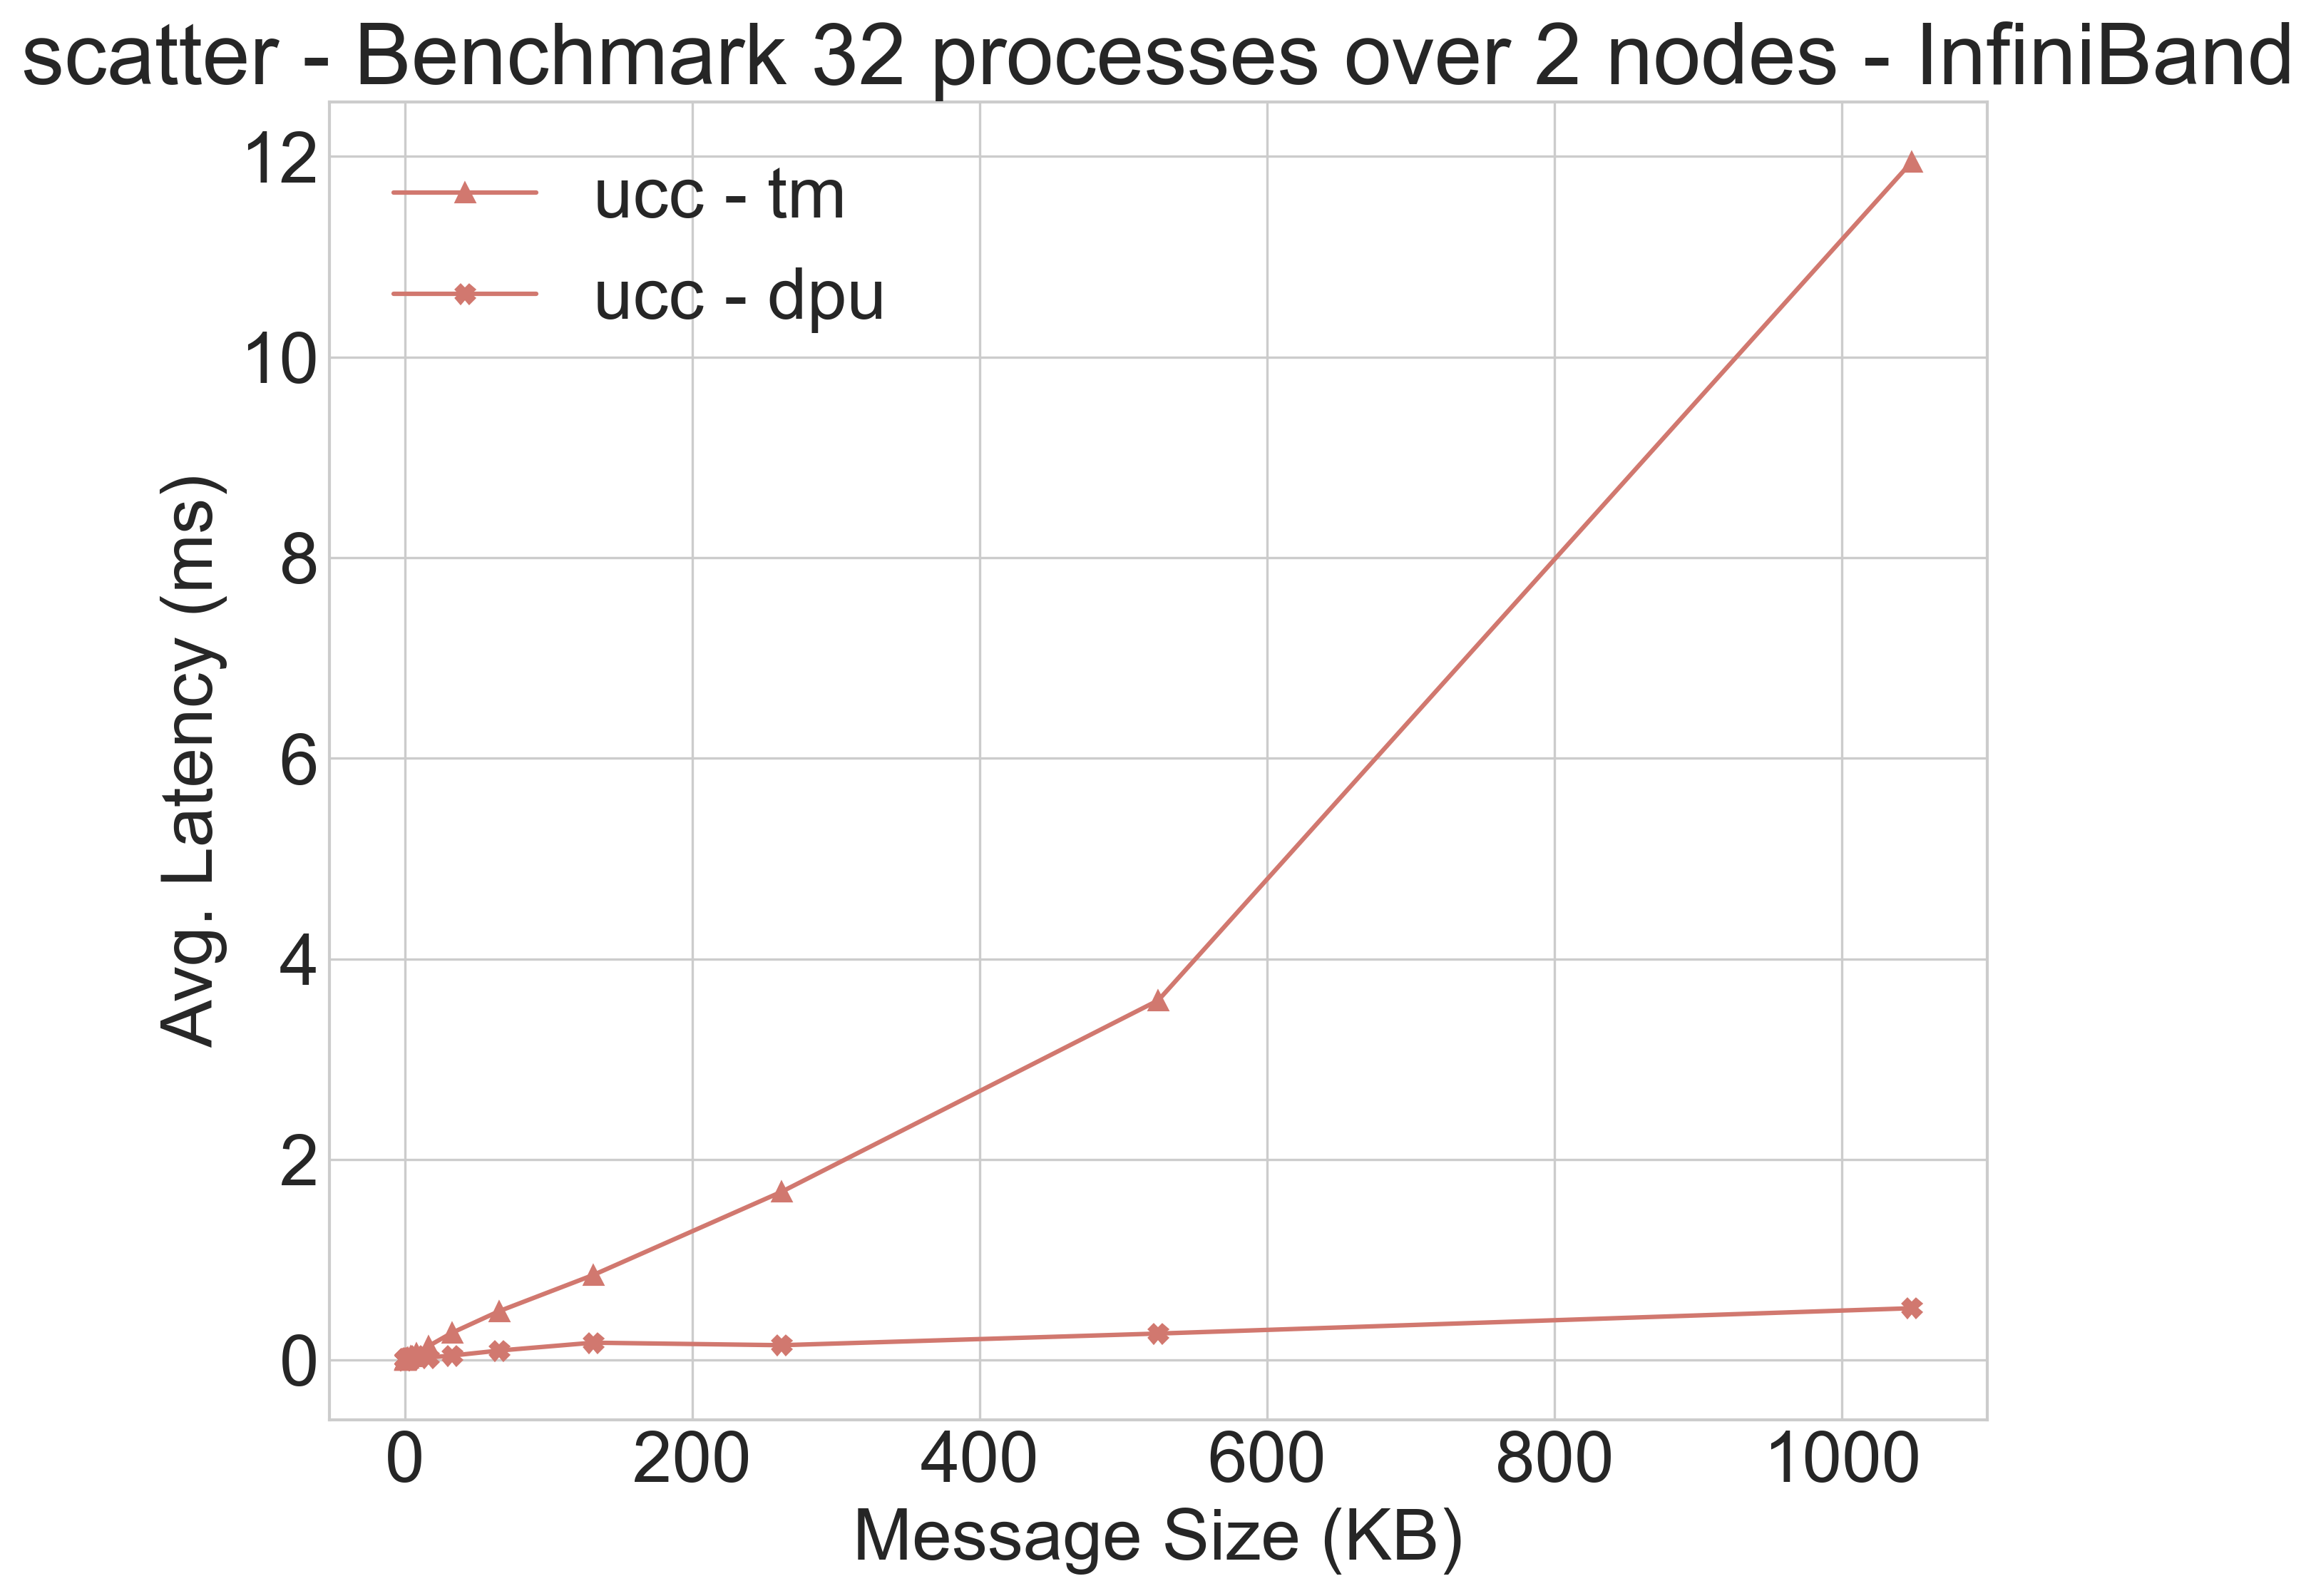 scatter - Benchmark 32 processes over 2 nodes - InfiniBand
ucc - tm
ucc - dpu
Avg. Latency (ms)
12
10
8
6
4
2
0
0 200 400 600 800 1000
Message Size (KB)